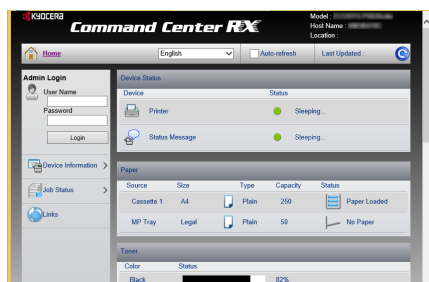 KYOCERA
Command Center RX
Model :
Host Name :
Location :
Home
English
Auto-refresh
Last Updated :
Admin Login
User Name
Password
Login
Device Information
Job Status
Links
Device Status
Device Status
Printer Sleeping...
Status Message Sleeping...
Paper
Source Size Type Capacity Status
Cassette 1 A4 Plain 250 Paper Loaded
MP Tray Legal Plain 50 No Paper
Toner
Color Status
Black 82%